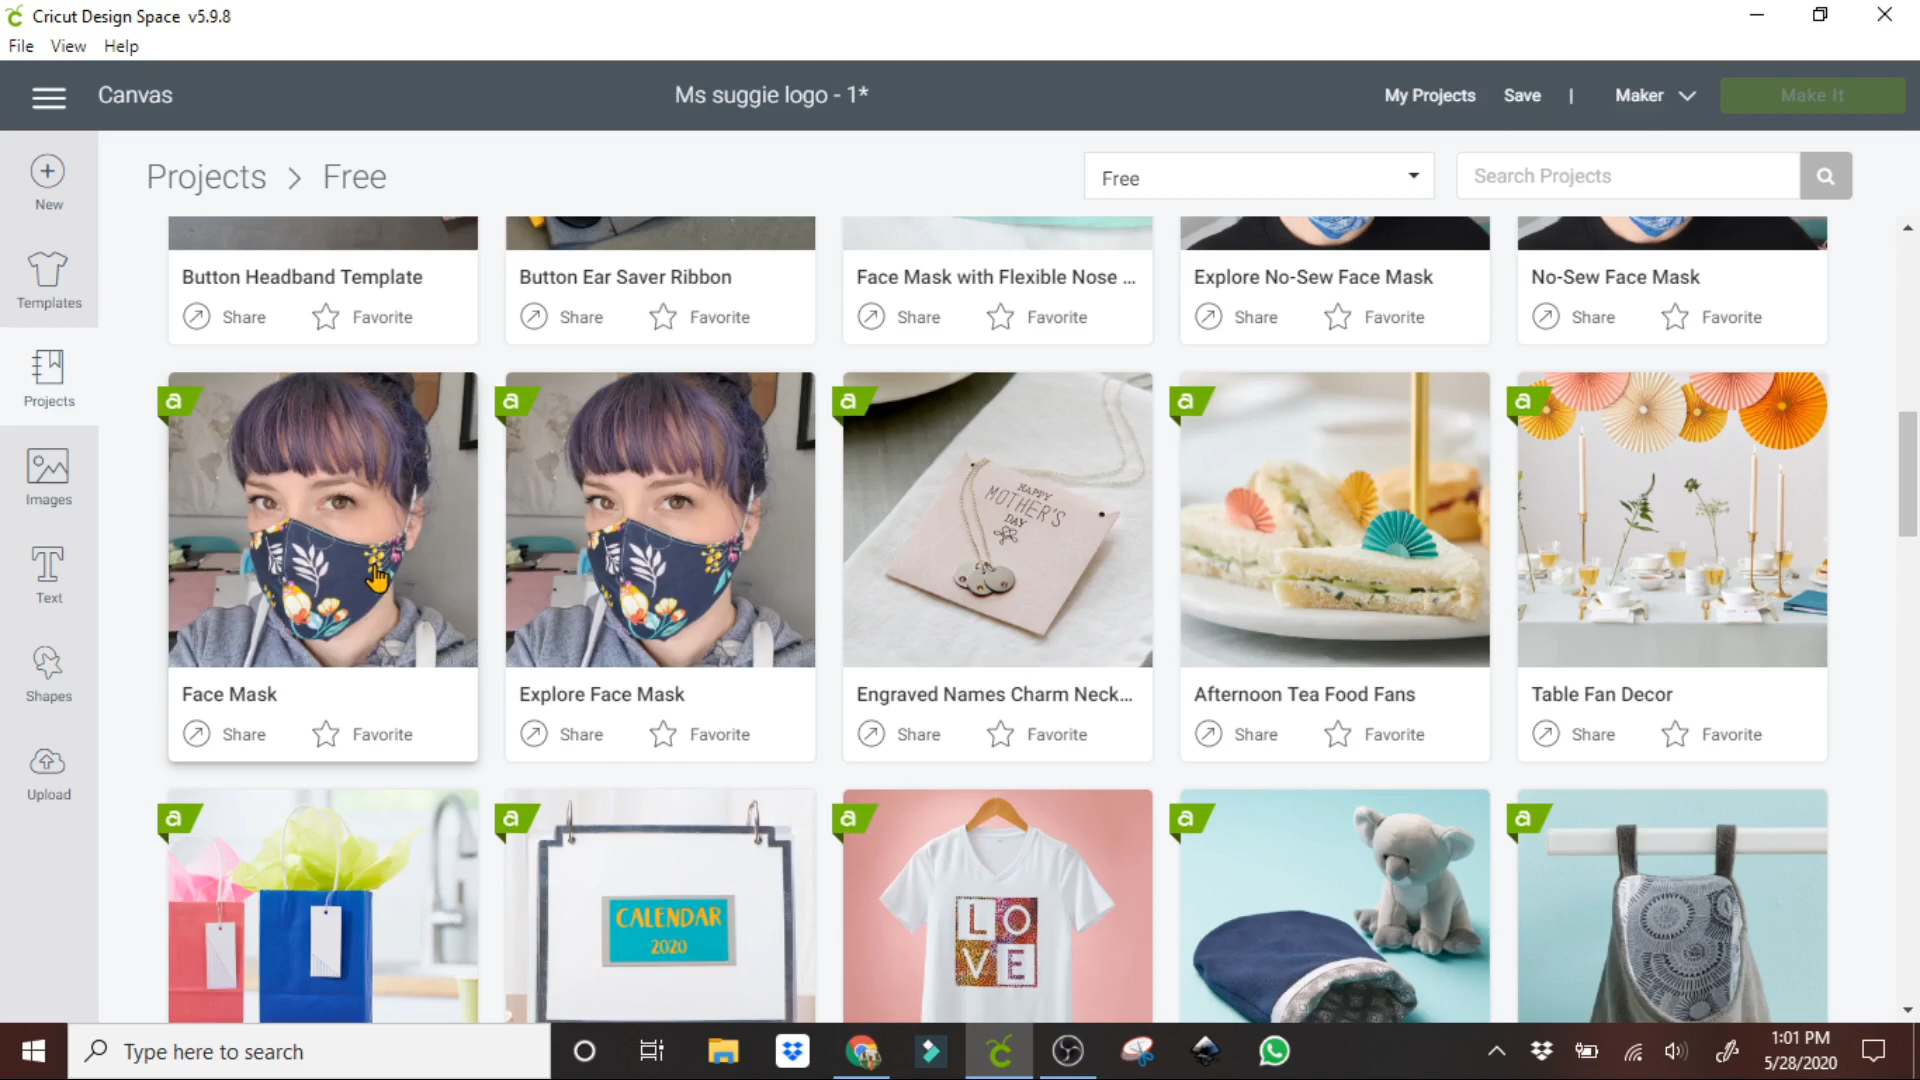 Cricut Design Space v5.9.8
File View Help
Canvas
Ms suggie logo - 1*
My Projects Save | Maker Make It
New
Templates
Projects
Images
Text
Shapes
Upload
Projects > Free
Free
Search Projects
Button Headband Template
Share Favorite
Button Ear Saver Ribbon
Share Favorite
Face Mask with Flexible Nose ...
Share Favorite
Explore No-Sew Face Mask
Share Favorite
No-Sew Face Mask
Share Favorite
a
Face Mask
Share Favorite
a
Explore Face Mask
Share Favorite
a
HAPPY
MOTHER'S
DAY
Engraved Names Charm Neck...
Share Favorite
a
Afternoon Tea Food Fans
Share Favorite
a
Table Fan Decor
Share Favorite
a
a
CALENDAR
2020
a
LO
VE
a
a
Type here to search
1:01 PM
5/28/2020